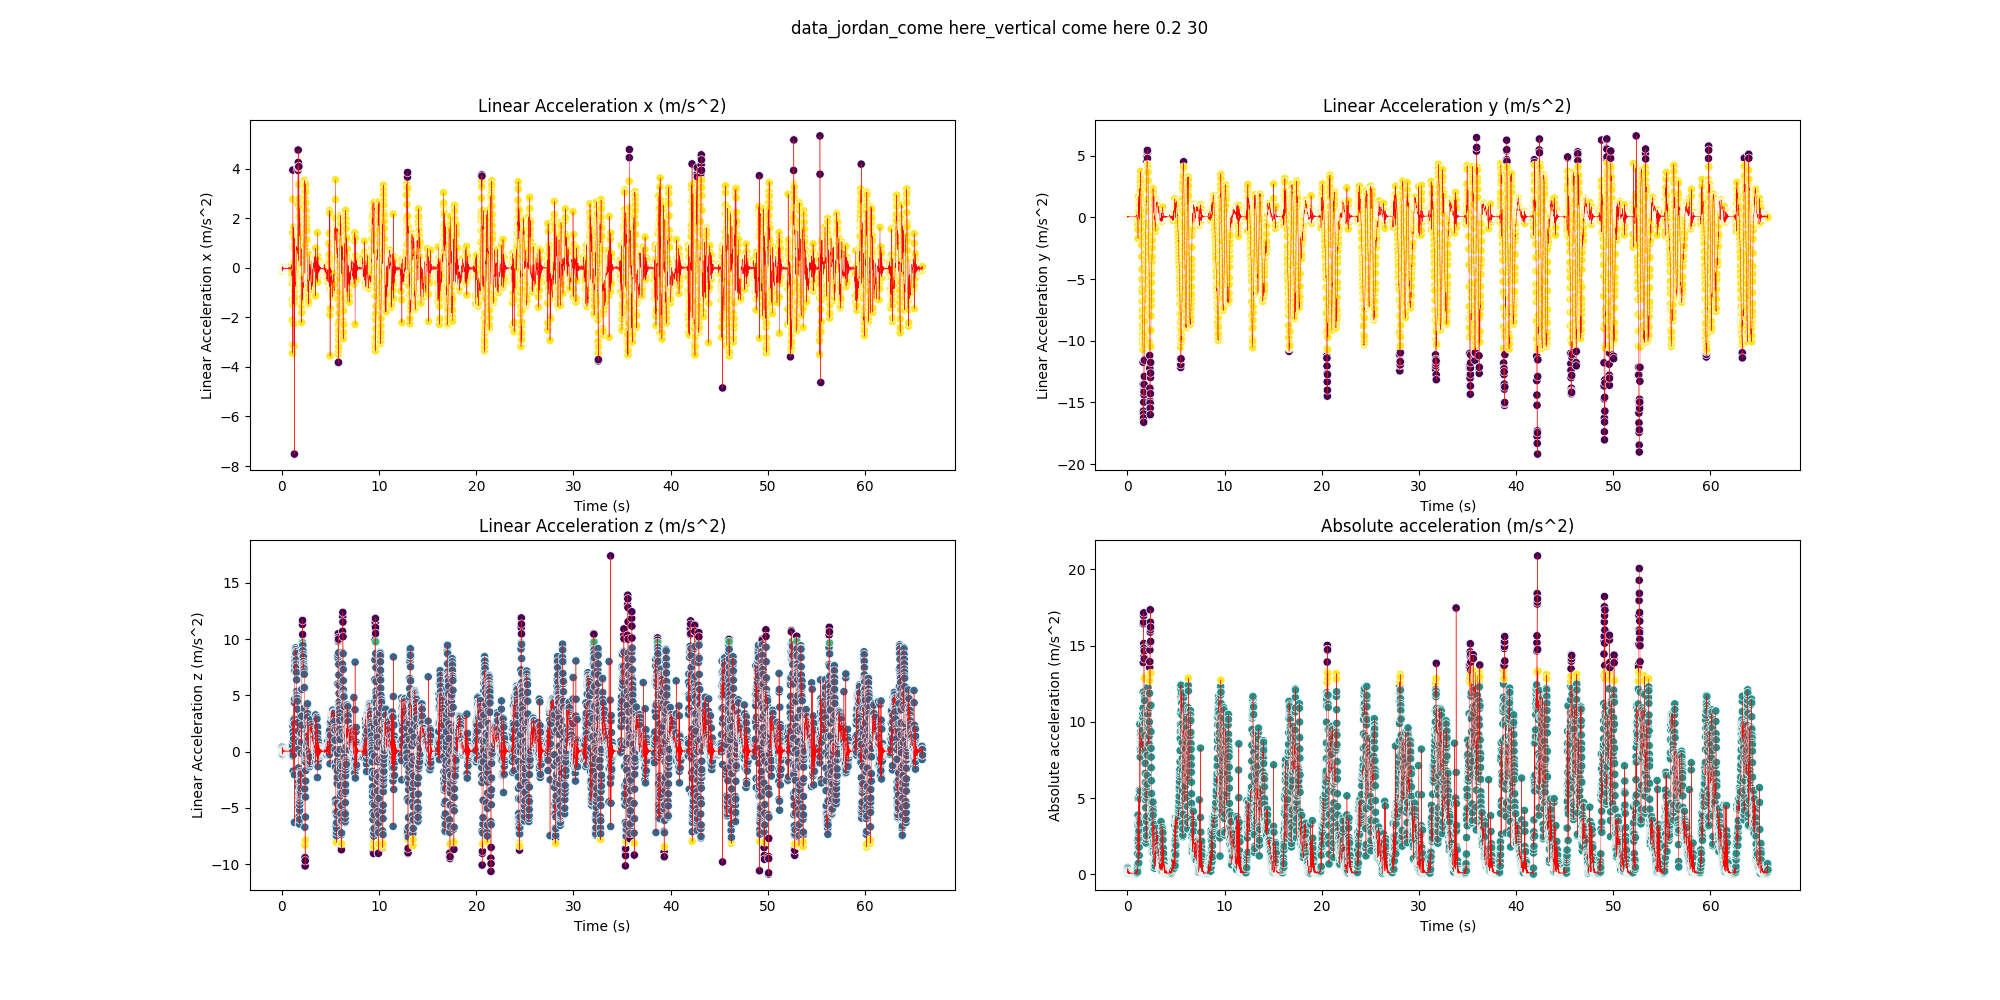 data_jordan_come here_vertical come here 0.2 30
Linear Acceleration x (m/s^2)
Linear Acceleration x (m/s^2)
4
2
0
−2
−4
−6
−8
0 10 20 30 40 50 60
Time (s)
Linear Acceleration y (m/s^2)
Linear Acceleration y (m/s^2)
5
0
−5
−10
−15
−20
0 10 20 30 40 50 60
Time (s)
Linear Acceleration z (m/s^2)
Linear Acceleration z (m/s^2)
15
10
5
0
−5
−10
0 10 20 30 40 50 60
Time (s)
Absolute acceleration (m/s^2)
Absolute acceleration (m/s^2)
20
15
10
5
0
0 10 20 30 40 50 60
Time (s)